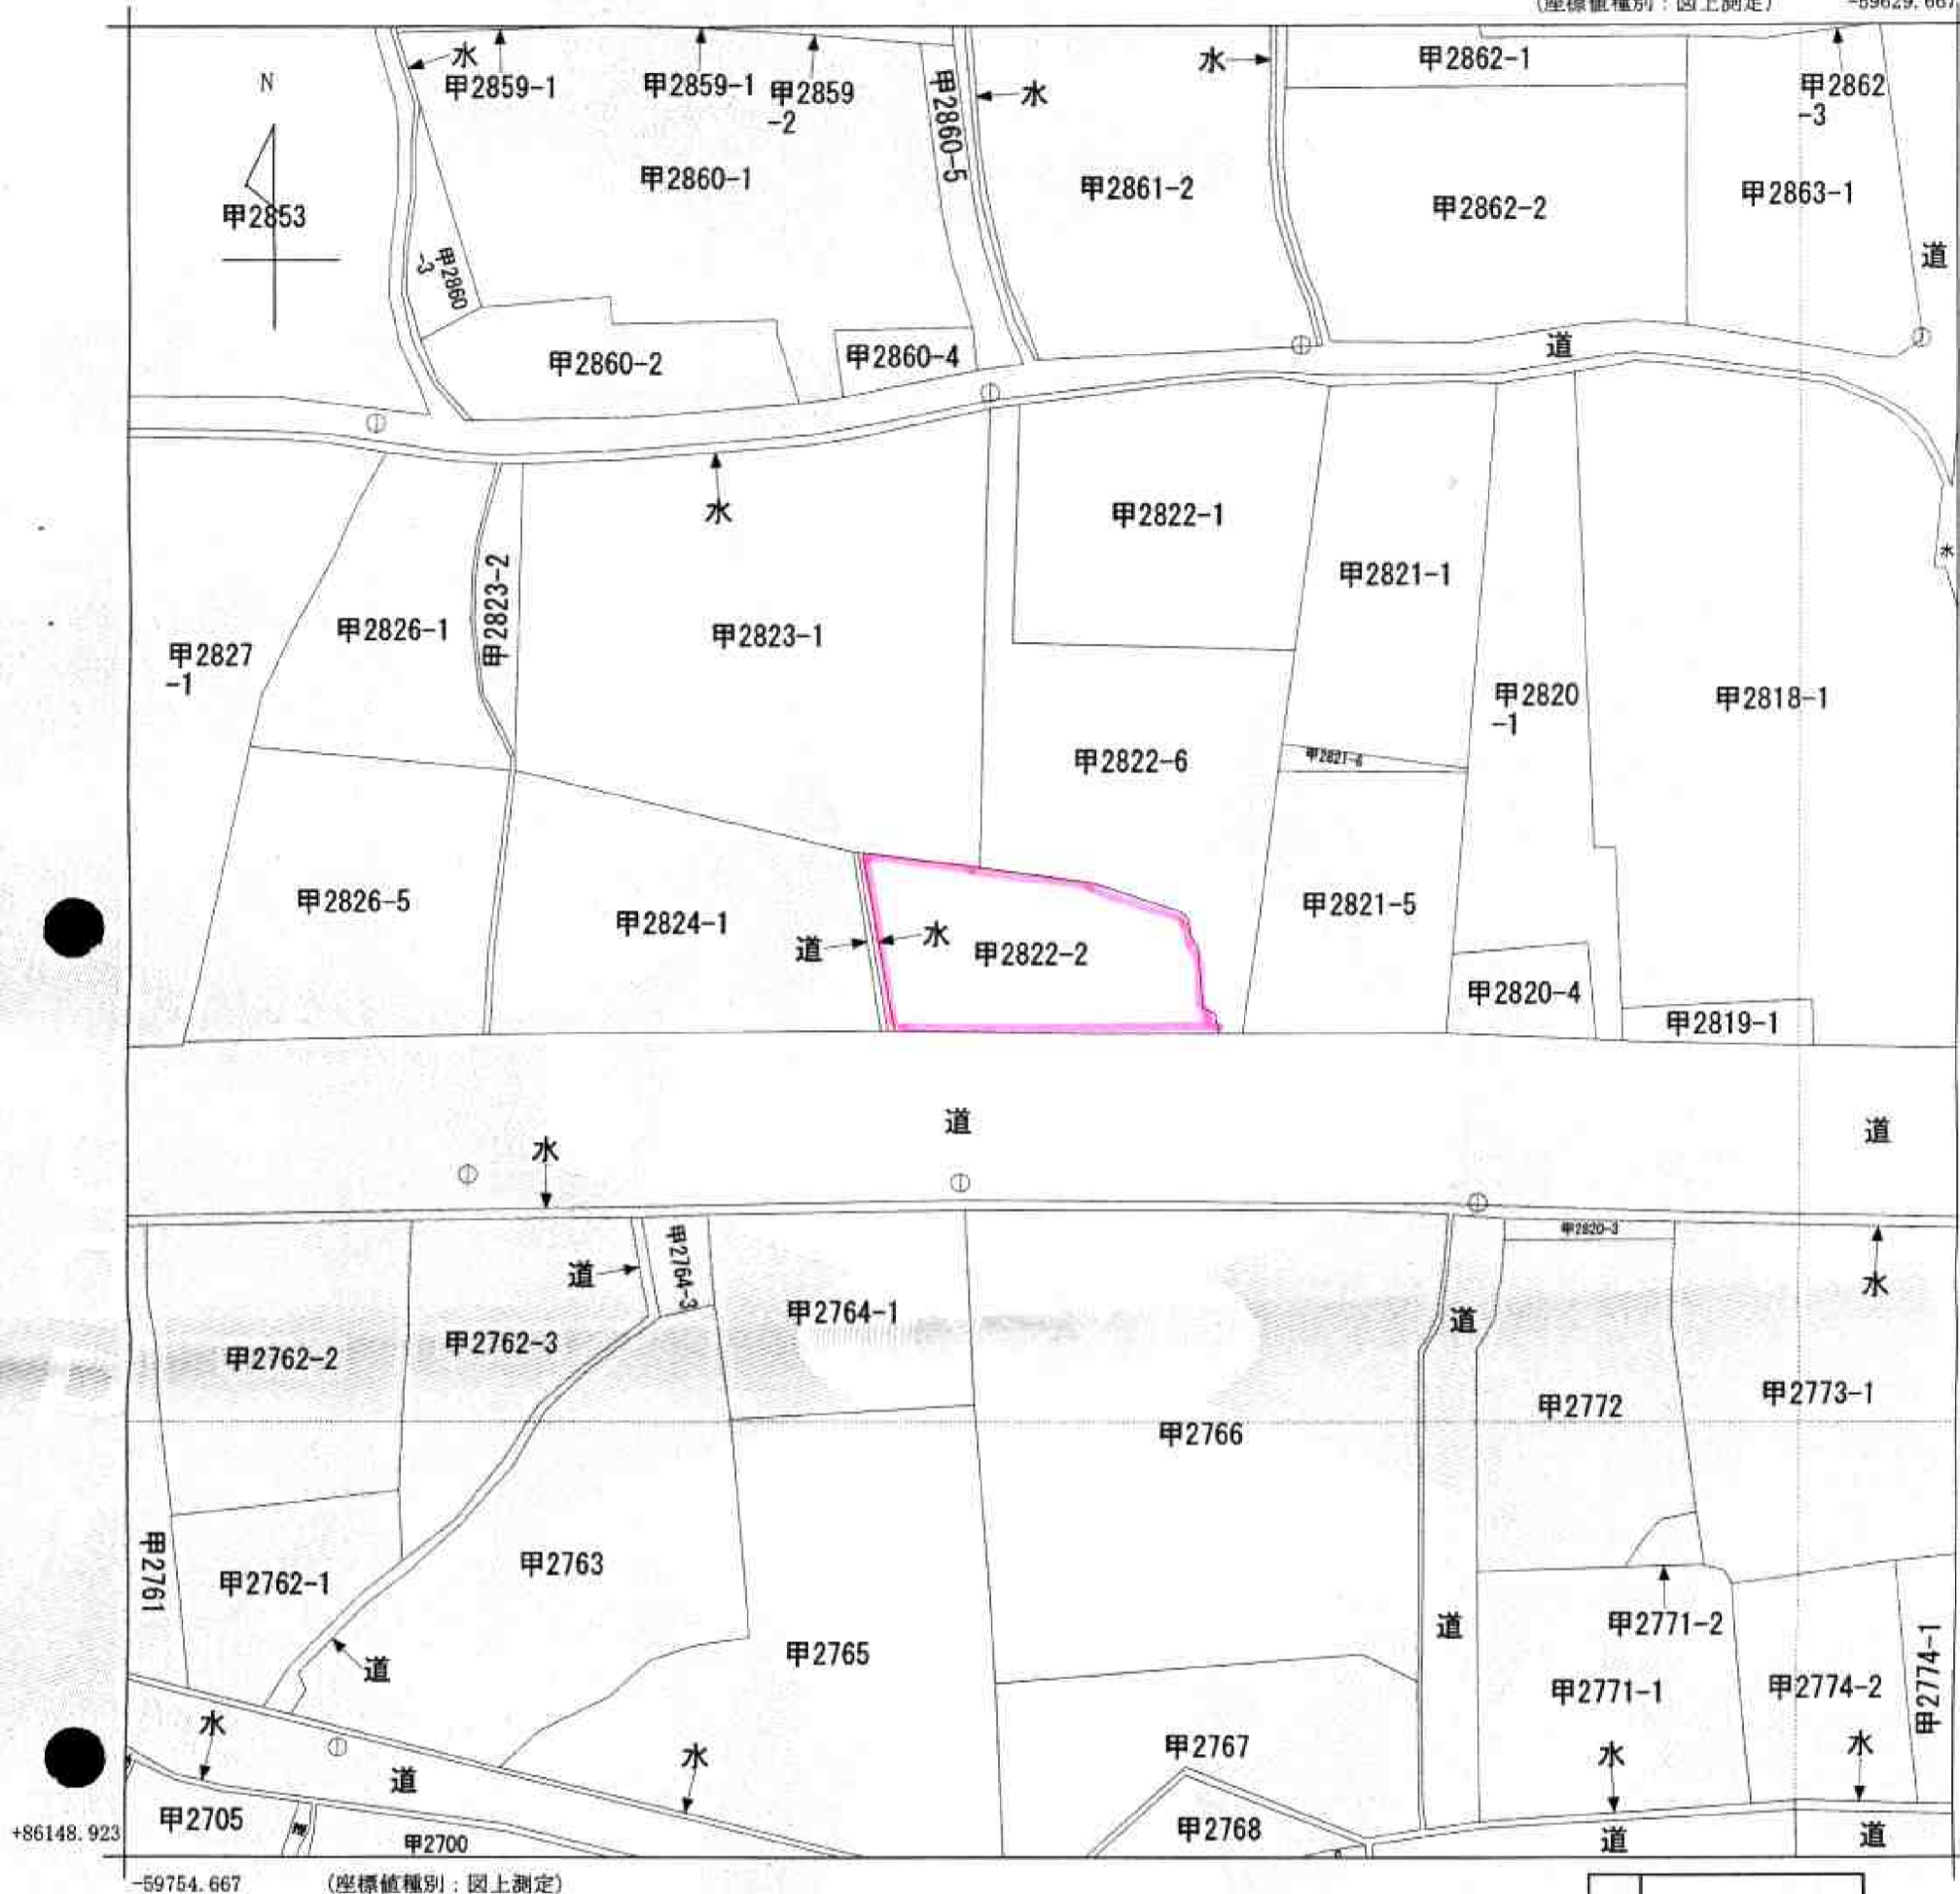 (座標値種別：図上測定) -59629.667
N
水
甲2859-1
甲2859-1
甲2859
-2
甲2860-5
水
水
甲2862-1
甲2862
-3
甲2853
甲2860-1
甲2861-2
甲2862-2
甲2863-1
道
甲2860
-3
甲2860-2
甲2860-4
道
水
甲2822-1
甲2821-1
水
甲2827
-1
甲2826-1
甲2823-2
甲2823-1
甲2820
-1
甲2818-1
甲2822-6
甲2821-6
甲2826-5
甲2824-1
道
水
甲2822-2
甲2821-5
甲2820-4
甲2819-1
道
道
水
甲2820-3
道
甲2764-3
甲2764-1
道
水
甲2762-2
甲2762-3
甲2766
甲2772
甲2773-1
甲2761
甲2762-1
甲2763
甲2765
道
道
甲2771-2
甲2771-1
甲2774-2
甲2774-1
水
道
水
甲2767
水
水
甲2705
甲2700
甲2768
道
道
+86148.923
-59754.667 (座標値種別：図上測定)